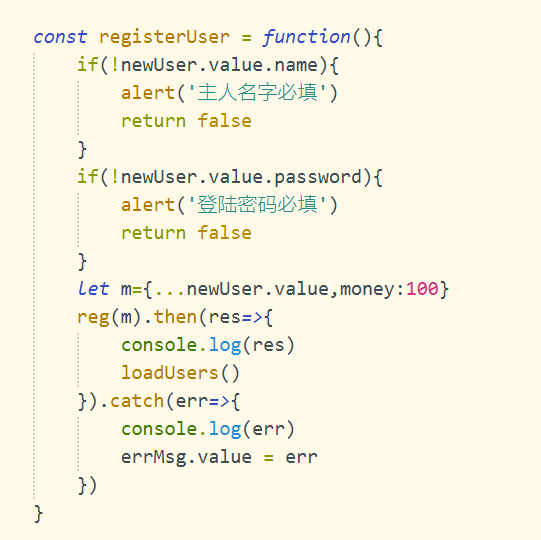 const registerUser = function(){
if(!newUser.value.name){
alert('主人名字必填')
return false
}
if(!newUser.value.password){
alert('登陆密码必填')
return false
}
let m={...newUser.value,money:100}
reg(m).then(res=>{
console.log(res)
loadUsers()
}).catch(err=>{
console.log(err)
errMsg.value = err
})
}